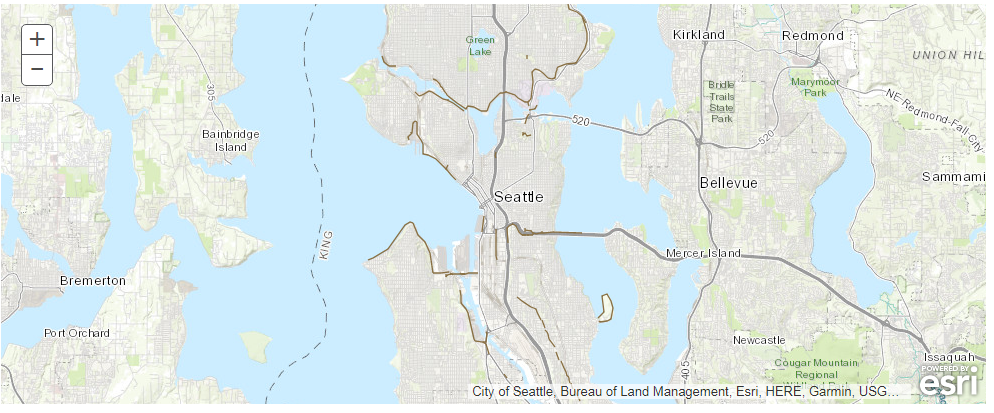 +
−
Green
Lake
Kirkland
Redmond
UNION HIL
Marymoor
Park
Bridle
Trails
State
Park
NE Redmond-Fall-City
305
dale
Bainbridge
Island
520
520
Bellevue
Sammami
Seattle
KING
Mercer Island
Bremerton
Port Orchard
Newcastle
Issaquah
Cougar Mountain
Regional
405
POWERED BY
esri
City of Seattle, Bureau of Land Management, Esri, HERE, Garmin, USG...